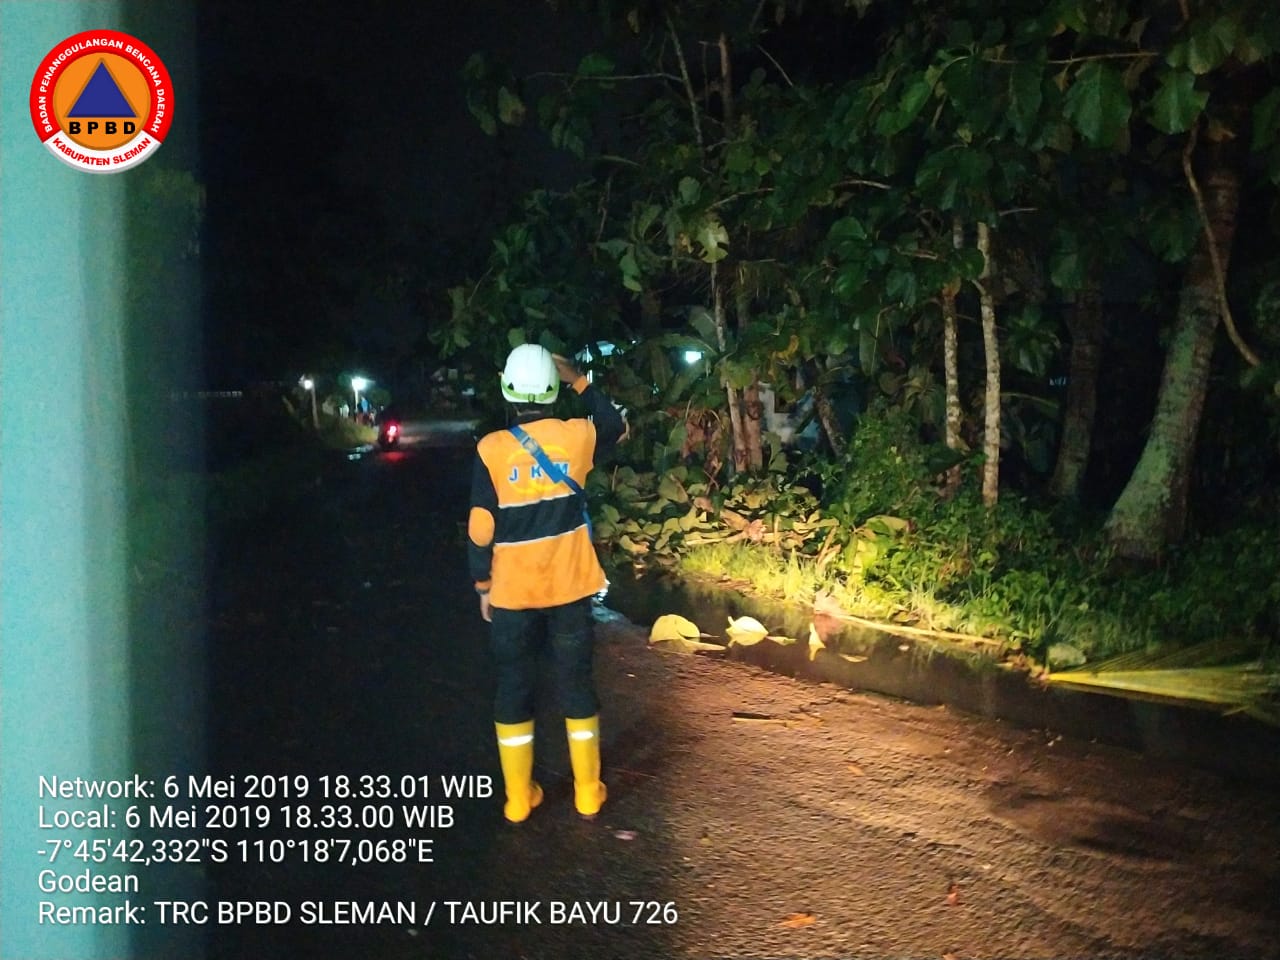 BADAN PENANGGULANGAN BENCANA DAERAH
BPBD
KABUPATEN SLEMAN
J K M
Network: 6 Mei 2019 18.33.01 WIB
Local: 6 Mei 2019 18.33.00 WIB
-7°45'42,332"S 110°18'7,068"E
Godean
Remark: TRC BPBD SLEMAN / TAUFIK BAYU 726